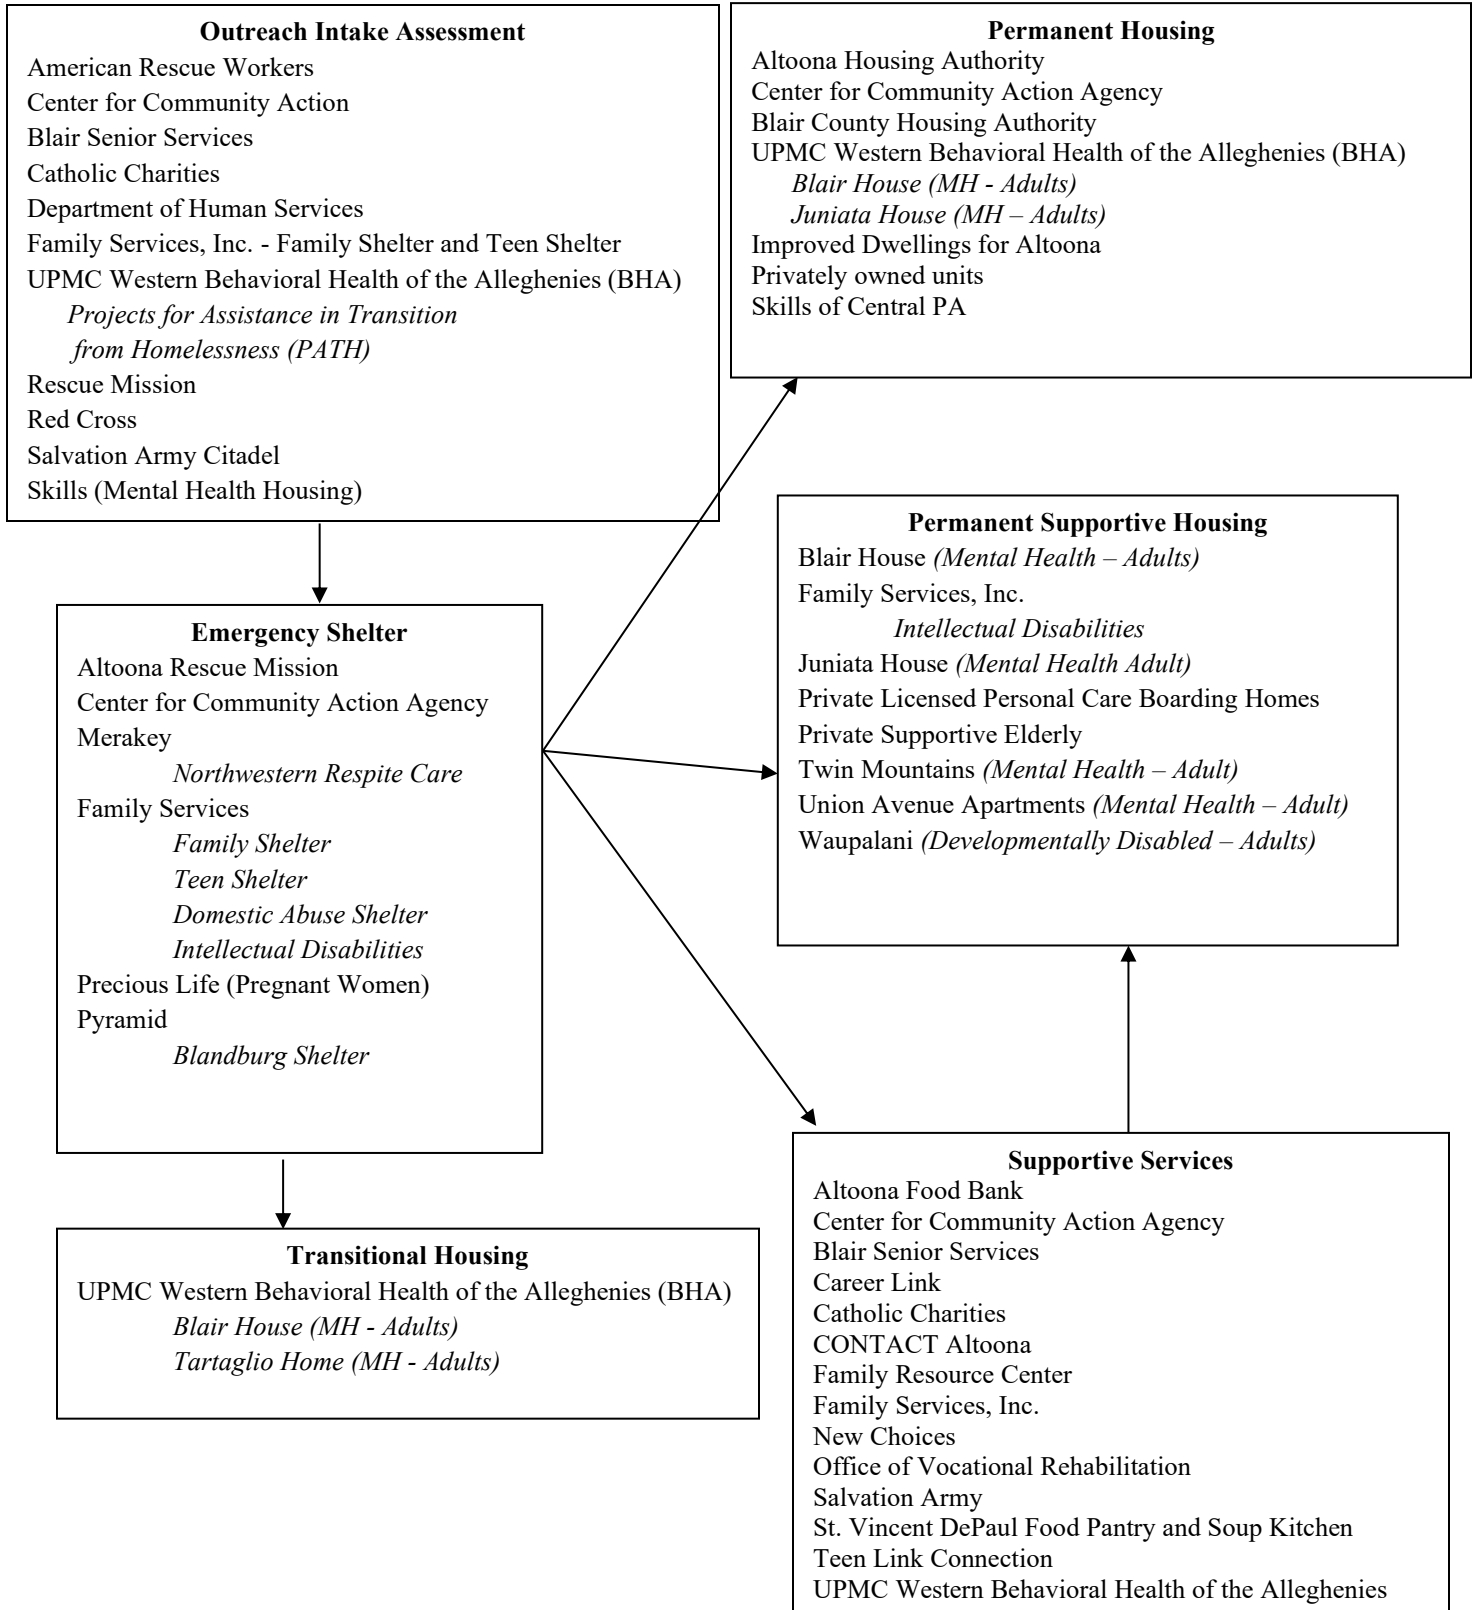 Outreach Intake Assessment
American Rescue Workers
Center for Community Action
Blair Senior Services
Catholic Charities
Department of Human Services
Family Services, Inc. - Family Shelter and Teen Shelter
UPMC Western Behavioral Health of the Alleghenies (BHA)
Projects for Assistance in Transition
from Homelessness (PATH)
Rescue Mission
Red Cross
Salvation Army Citadel
Skills (Mental Health Housing)
Permanent Housing
Altoona Housing Authority
Center for Community Action Agency
Blair County Housing Authority
UPMC Western Behavioral Health of the Alleghenies (BHA)
Blair House (MH - Adults)
Juniata House (MH – Adults)
Improved Dwellings for Altoona
Privately owned units
Skills of Central PA
Emergency Shelter
Altoona Rescue Mission
Center for Community Action Agency
Merakey
Northwestern Respite Care
Family Services
Family Shelter
Teen Shelter
Domestic Abuse Shelter
Intellectual Disabilities
Precious Life (Pregnant Women)
Pyramid
Blandburg Shelter
Permanent Supportive Housing
Blair House (Mental Health – Adults)
Family Services, Inc.
Intellectual Disabilities
Juniata House (Mental Health Adult)
Private Licensed Personal Care Boarding Homes
Private Supportive Elderly
Twin Mountains (Mental Health – Adult)
Union Avenue Apartments (Mental Health – Adult)
Waupalani (Developmentally Disabled – Adults)
Transitional Housing
UPMC Western Behavioral Health of the Alleghenies (BHA)
Blair House (MH - Adults)
Tartaglio Home (MH - Adults)
Supportive Services
Altoona Food Bank
Center for Community Action Agency
Blair Senior Services
Career Link
Catholic Charities
CONTACT Altoona
Family Resource Center
Family Services, Inc.
New Choices
Office of Vocational Rehabilitation
Salvation Army
St. Vincent DePaul Food Pantry and Soup Kitchen
Teen Link Connection
UPMC Western Behavioral Health of the Alleghenies